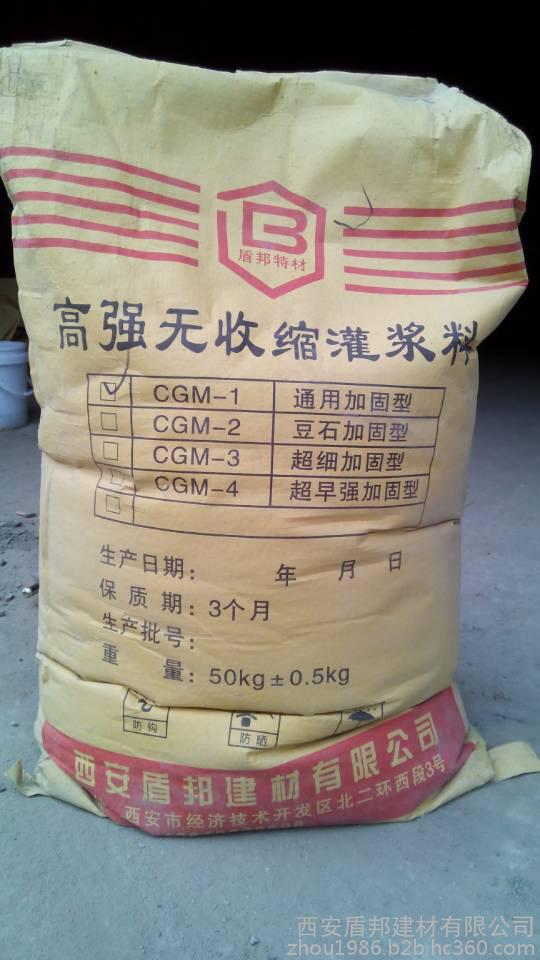 B
盾邦特材
高强无收缩灌浆料
CGM-1 通用加固型
CGM-2 豆石加固型
CGM-3 超细加固型
CGM-4 超早强加固型
生产日期: 年 月 日
保质期: 3个月
生产批号:
重量: 50kg±0.5kg
防钩 防晒
西安盾邦建材有限公司
西安市经济技术开发区北二环西段3号
西安盾邦建材有限公司
zhou1986.b2b.hc360.com